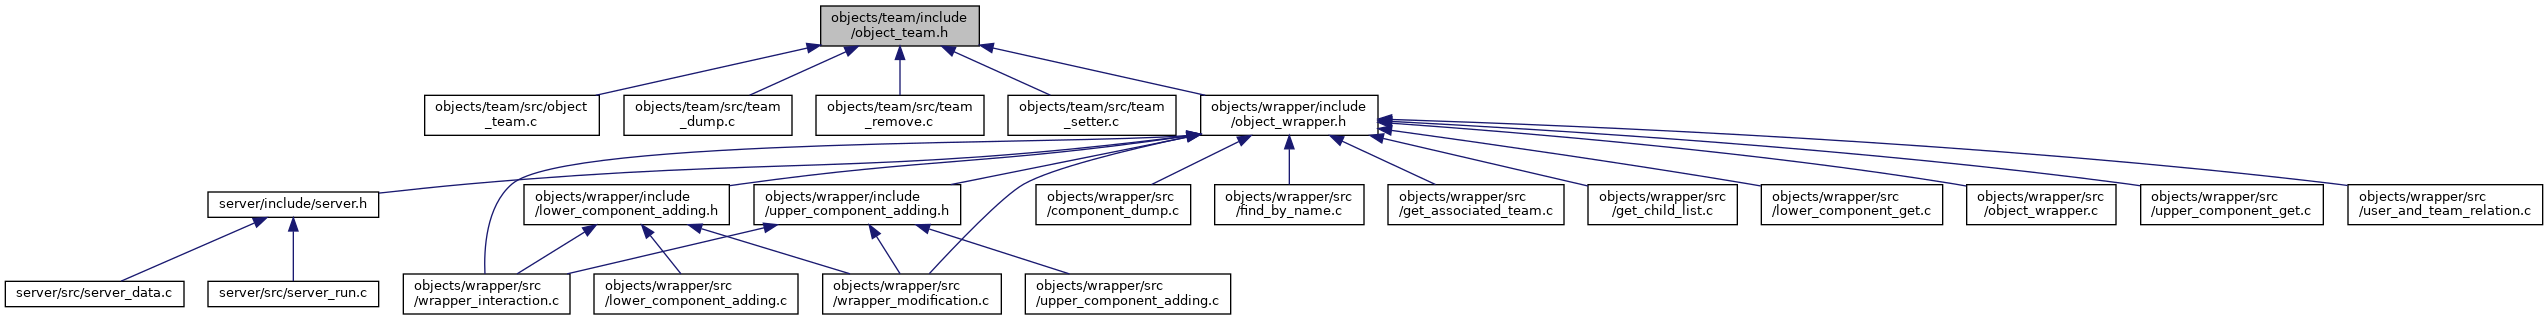 objects/team/include
/object_team.h
objects/team/src/object
_team.c
objects/team/src/team
_dump.c
objects/team/src/team
_remove.c
objects/team/src/team
_setter.c
objects/wrapper/include
/object_wrapper.h
server/include/server.h
objects/wrapper/include
/lower_component_adding.h
objects/wrapper/include
/upper_component_adding.h
objects/wrapper/src
/component_dump.c
objects/wrapper/src
/find_by_name.c
objects/wrapper/src
/get_associated_team.c
objects/wrapper/src
/get_child_list.c
objects/wrapper/src
/lower_component_get.c
objects/wrapper/src
/object_wrapper.c
objects/wrapper/src
/upper_component_get.c
objects/wrapper/src
/user_and_team_relation.c
server/src/server_data.c
server/src/server_run.c
objects/wrapper/src
/wrapper_interaction.c
objects/wrapper/src
/lower_component_adding.c
objects/wrapper/src
/wrapper_modification.c
objects/wrapper/src
/upper_component_adding.c